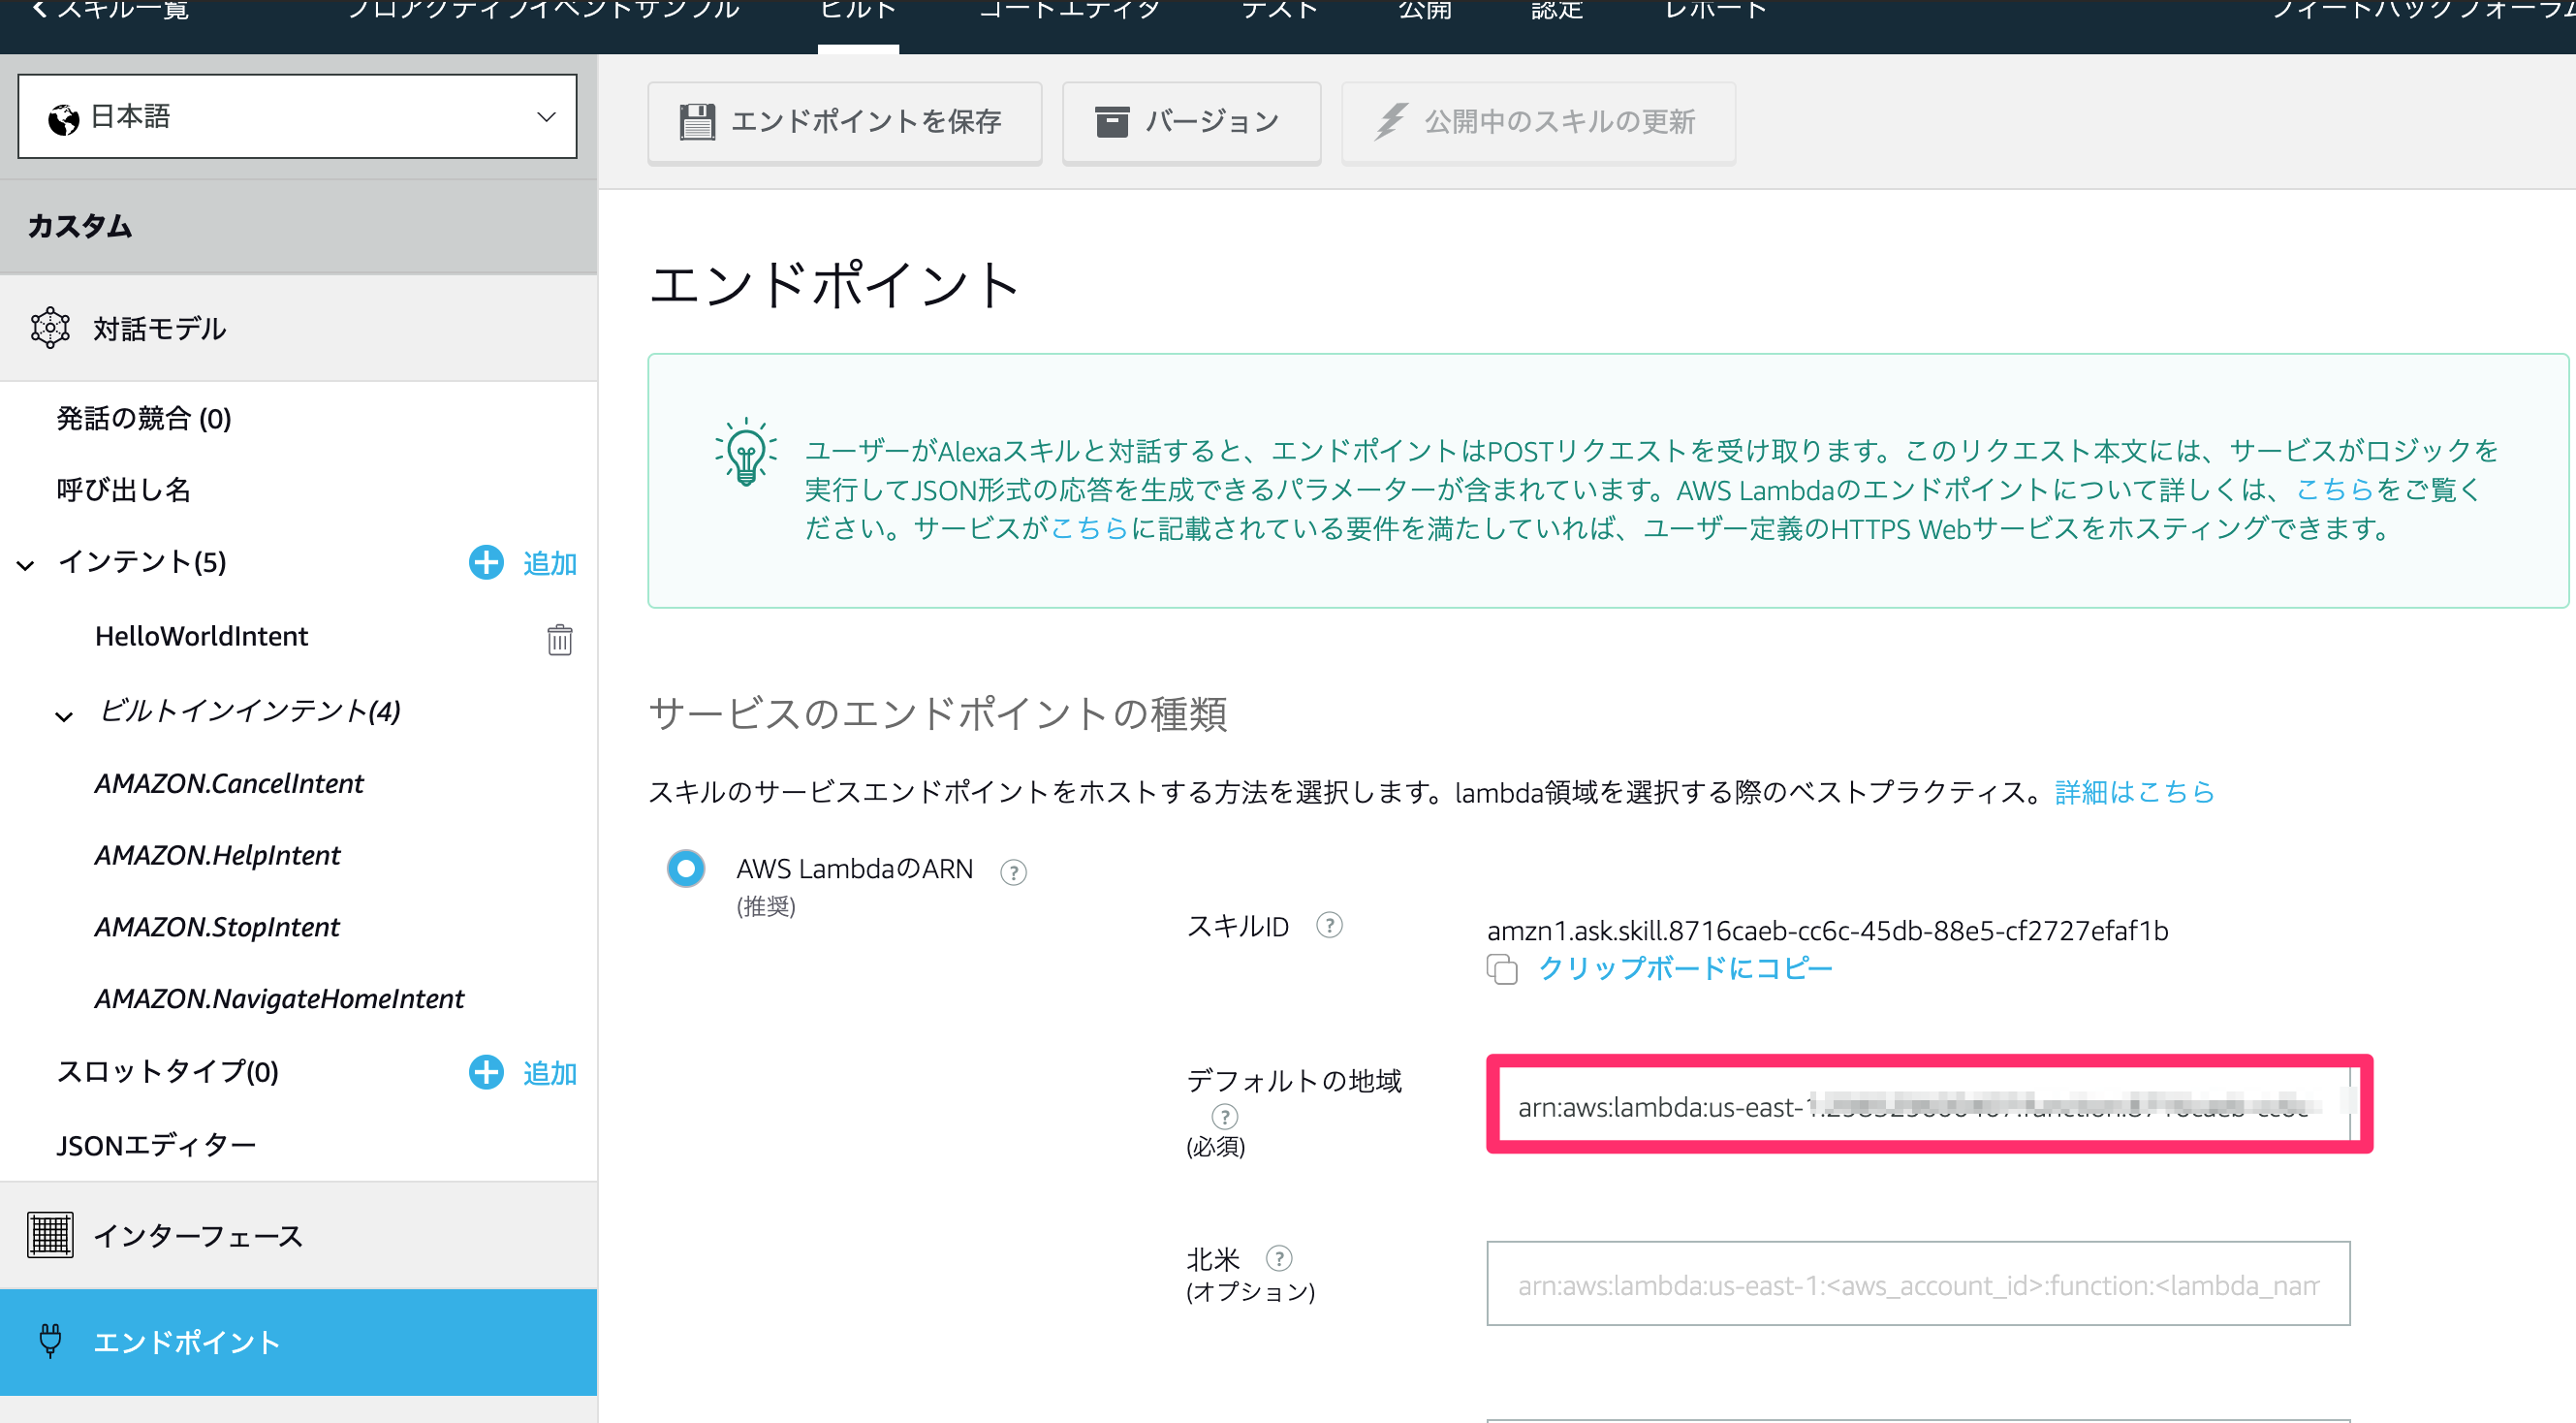 スキル一覧
プロアクティブイベントサンプル
ビルド
コードエディタ
テスト
公開
認定
レポート
フィードバックフォーラム
日本語
エンドポイントを保存
バージョン
公開中のスキルの更新
カスタム
対話モデル
発話の競合 (0)
呼び出し名
インテント(5)
追加
HelloWorldIntent
ビルトインインテント(4)
AMAZON.CancelIntent
AMAZON.HelpIntent
AMAZON.StopIntent
AMAZON.NavigateHomeIntent
スロットタイプ(0)
追加
JSONエディター
インターフェース
エンドポイント
エンドポイント
ユーザーがAlexaスキルと対話すると、エンドポイントはPOSTリクエストを受け取ります。このリクエスト本文には、サービスがロジックを
実行してJSON形式の応答を生成できるパラメーターが含まれています。AWS Lambdaのエンドポイントについて詳しくは、こちらをご覧く
ださい。サービスがこちらに記載されている要件を満たしていれば、ユーザー定義のHTTPS Webサービスをホスティングできます。
サービスのエンドポイントの種類
スキルのサービスエンドポイントをホストする方法を選択します。lambda領域を選択する際のベストプラクティス。詳細はこちら
AWS LambdaのARN ?
(推奨)
スキルID ?
amzn1.ask.skill.8716caeb-cc6c-45db-88e5-cf2727efaf1b
クリップボードにコピー
デフォルトの地域
?
(必須)
arn:aws:lambda:us-east-
北米 ?
(オプション)
arn:aws:lambda:us-east-1:<aws_account_id>:function:<lambda_nam